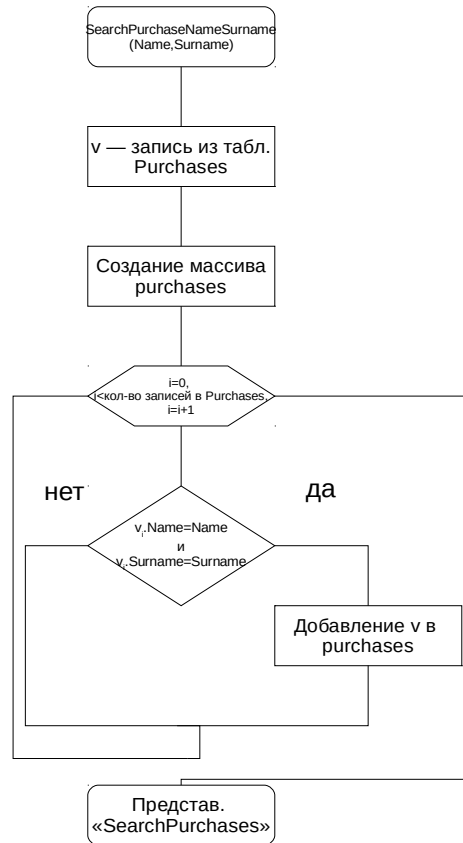 SearchPurchaseNameSurname
(Name,Surname)
v — запись из табл.
Purchases
Создание массива
purchases
i=0,
i<кол-во записей в Purchases,
i=i+1
нет
да
vᵢ.Name=Name
и
vᵢ.Surname=Surname
Добавление v в
purchases
Представ.
«SearchPurchases»